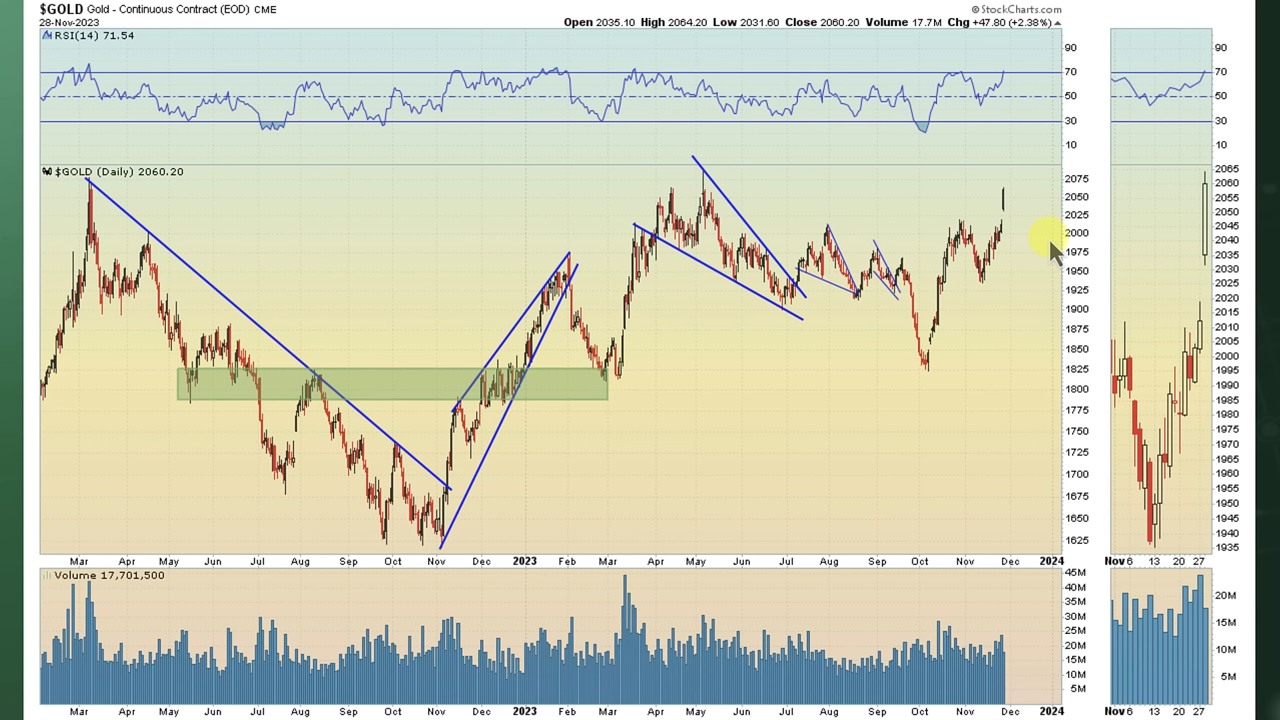 $GOLD Gold - Continuous Contract (EOD) CME
© StockCharts.com
28-Nov-2023
Open 2035.10 High 2064.20 Low 2031.60 Close 2060.20 Volume 17.7M Chg +47.80 (+2.38%)
RSI(14) 71.54
90
70
50
30
10
90
70
50
30
10
$GOLD (Daily) 2060.20
2075
2050
2025
2000
1975
1950
1925
1900
1875
1850
1825
1800
1775
1750
1725
1700
1675
1650
1625
2065
2060
2055
2050
2045
2040
2035
2030
2025
2020
2015
2010
2005
2000
1995
1990
1985
1980
1975
1970
1965
1960
1955
1950
1945
1940
1935
Mar Apr May Jun Jul Aug Sep Oct Nov Dec 2023 Feb Mar Apr May Jun Jul Aug Sep Oct Nov Dec 2024
Nov 6 13 20 27
Volume 17,701,500
45M
40M
35M
30M
25M
20M
15M
10M
5M
20M
15M
10M
5M
Mar Apr May Jun Jul Aug Sep Oct Nov Dec 2023 Feb Mar Apr May Jun Jul Aug Sep Oct Nov Dec 2024
Nov 6 13 20 27